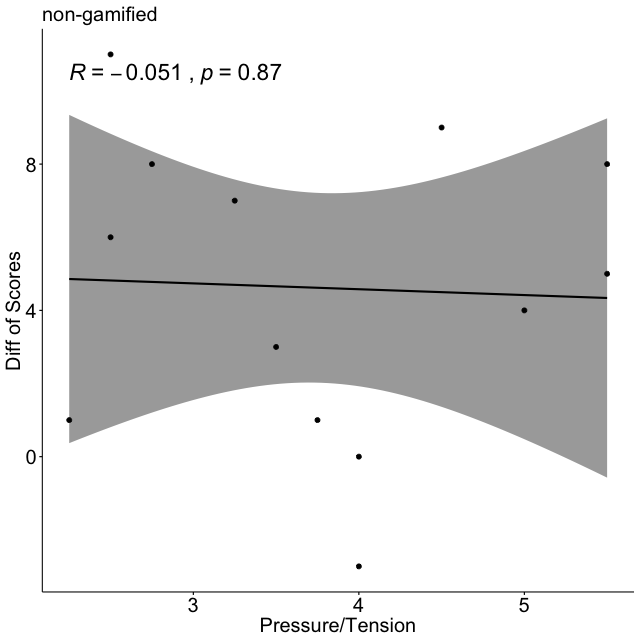 non-gamified
R = −0.051 , p = 0.87
Diff of Scores
8
4
0
3 4 5
Pressure/Tension